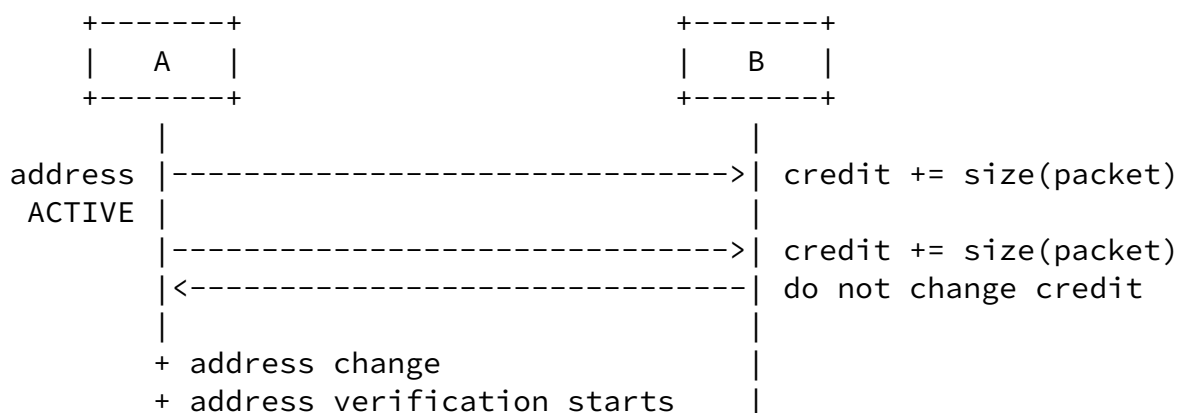 +-------+                        +-------+
|   A   |                        |   B   |
+-------+                        +-------+
    |                                |
address |------------------------------->| credit += size(packet)
ACTIVE |                                |
|------------------------------->| credit += size(packet)
|<-------------------------------| do not change credit
|                                |
+ address change                 |
+ address verification starts    |